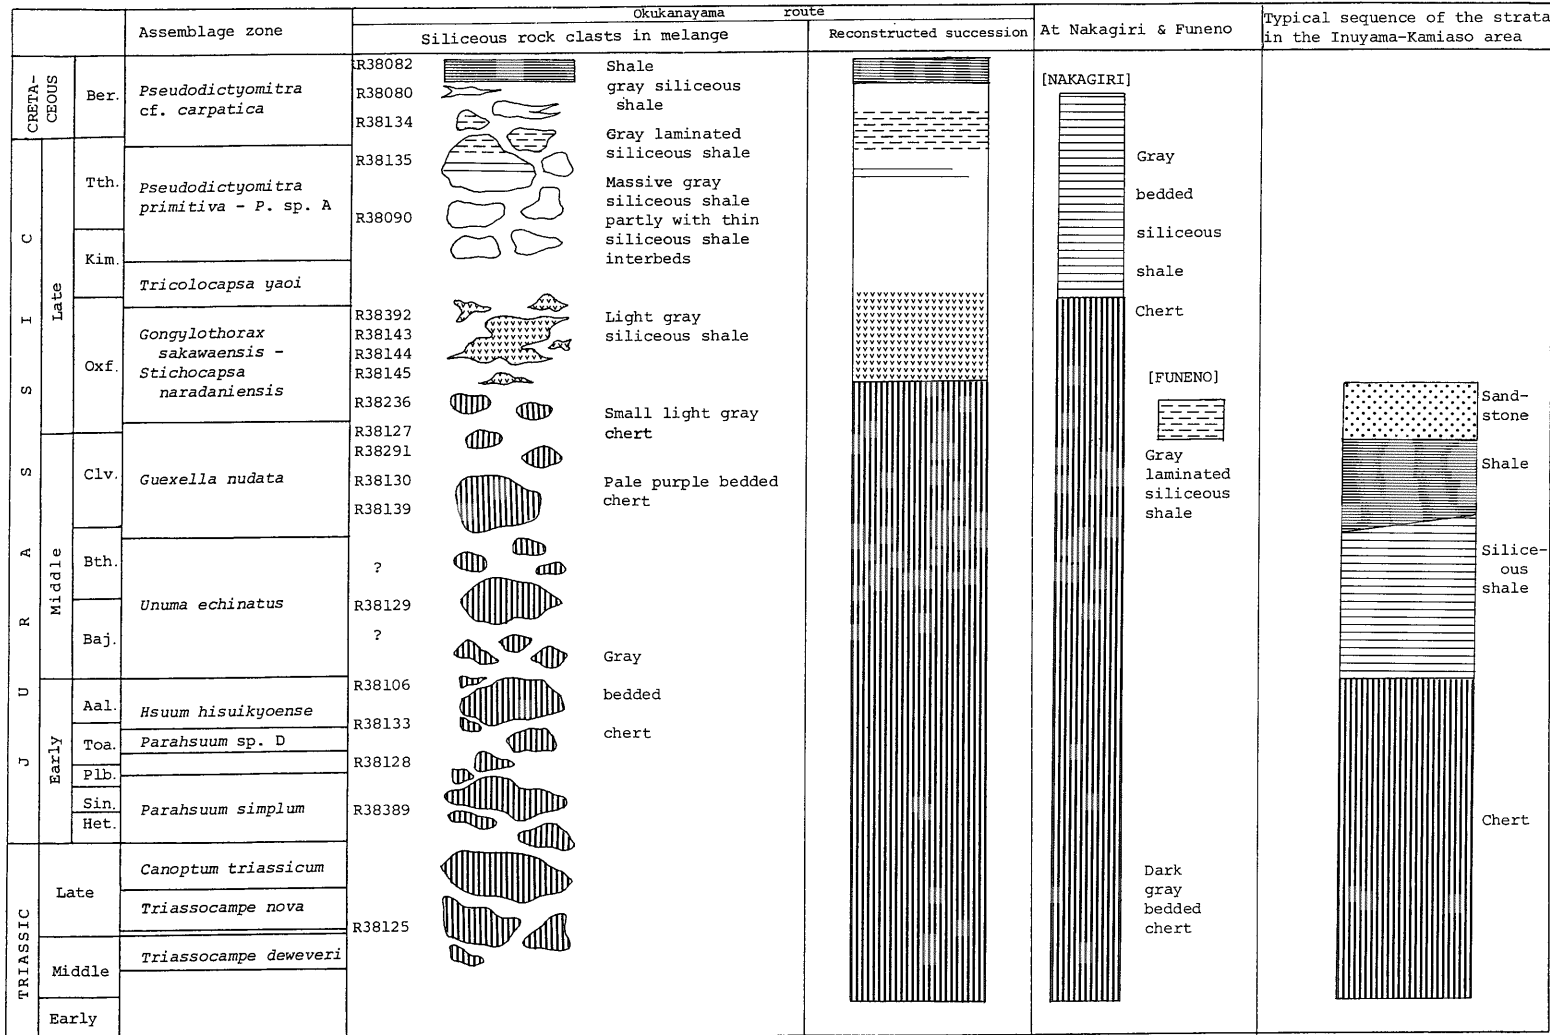 Okukanayama route
Assemblage zone
Siliceous rock clasts in melange
Reconstructed succession
At Nakagiri & Funeno
Typical sequence of the strata
in the Inuyama-Kamiaso area
CRETA-
CEOUS
Ber.
Pseudodictyomitra
cf. carpatica
JURASSIC
Late
Tth.
Kim.
Oxf.
Pseudodictyomitra
primitiva - P. sp. A
Tricolocapsa yaoi
Gongylothorax
sakawaensis -
Stichocapsa
naradaniensis
Middle
Clv.
Bth.
Baj.
Guexella nudata
Unuma echinatus
Early
Aal.
Toa.
Plb.
Sin.
Het.
Hsuum hisuikyoense
Parahsuum sp. D
Parahsuum simplum
TRIASSIC
Late
Middle
Early
Canoptum triassicum
Triassocampe nova
Triassocampe deweveri
R38082
R38080
R38134
R38135
R38090
R38392
R38143
R38144
R38145
R38236
R38127
R38291
R38130
R38139
?
R38129
?
R38106
R38133
R38128
R38389
R38125
Shale
gray siliceous
shale
Gray laminated
siliceous shale
Massive gray
siliceous shale
partly with thin
siliceous shale
interbeds
Light gray
siliceous shale
Small light gray
chert
Pale purple bedded
chert
Gray
bedded
chert
[NAKAGIRI]
Gray
bedded
siliceous
shale
Chert
[FUNENO]
Gray
laminated
siliceous
shale
Dark
gray
bedded
chert
Sand-
stone
Shale
Silice-
ous
shale
Chert